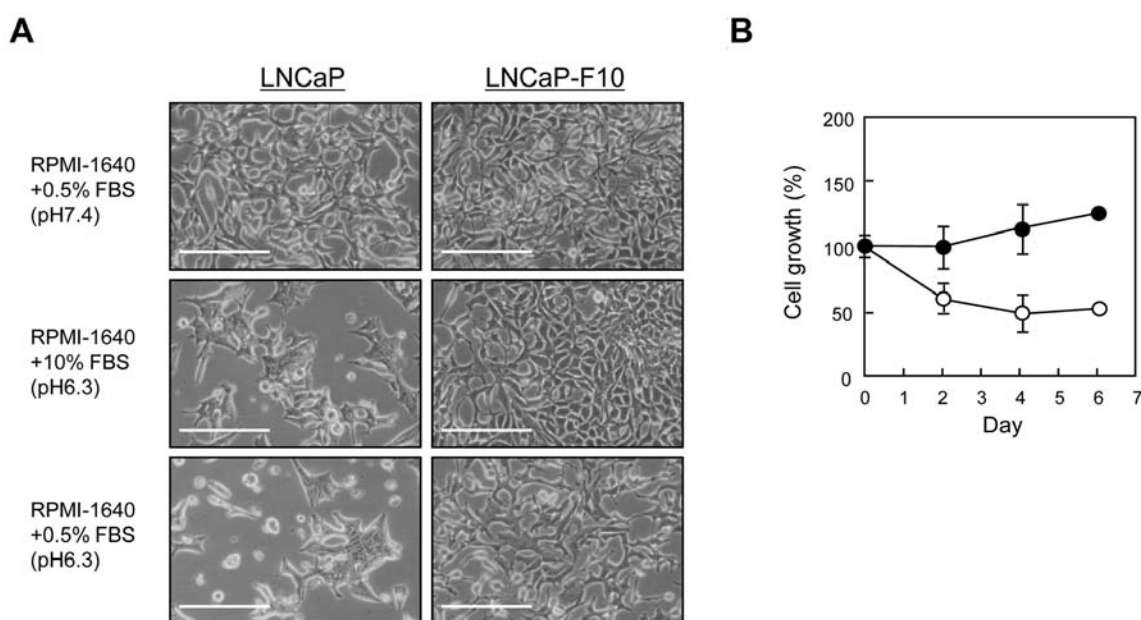 A
B
LNCaP
LNCaP-F10
RPMI-1640
+0.5% FBS
(pH7.4)
RPMI-1640
+10% FBS
(pH6.3)
RPMI-1640
+0.5% FBS
(pH6.3)
Cell growth (%)
200
150
100
50
0
0 1 2 3 4 5 6 7
Day